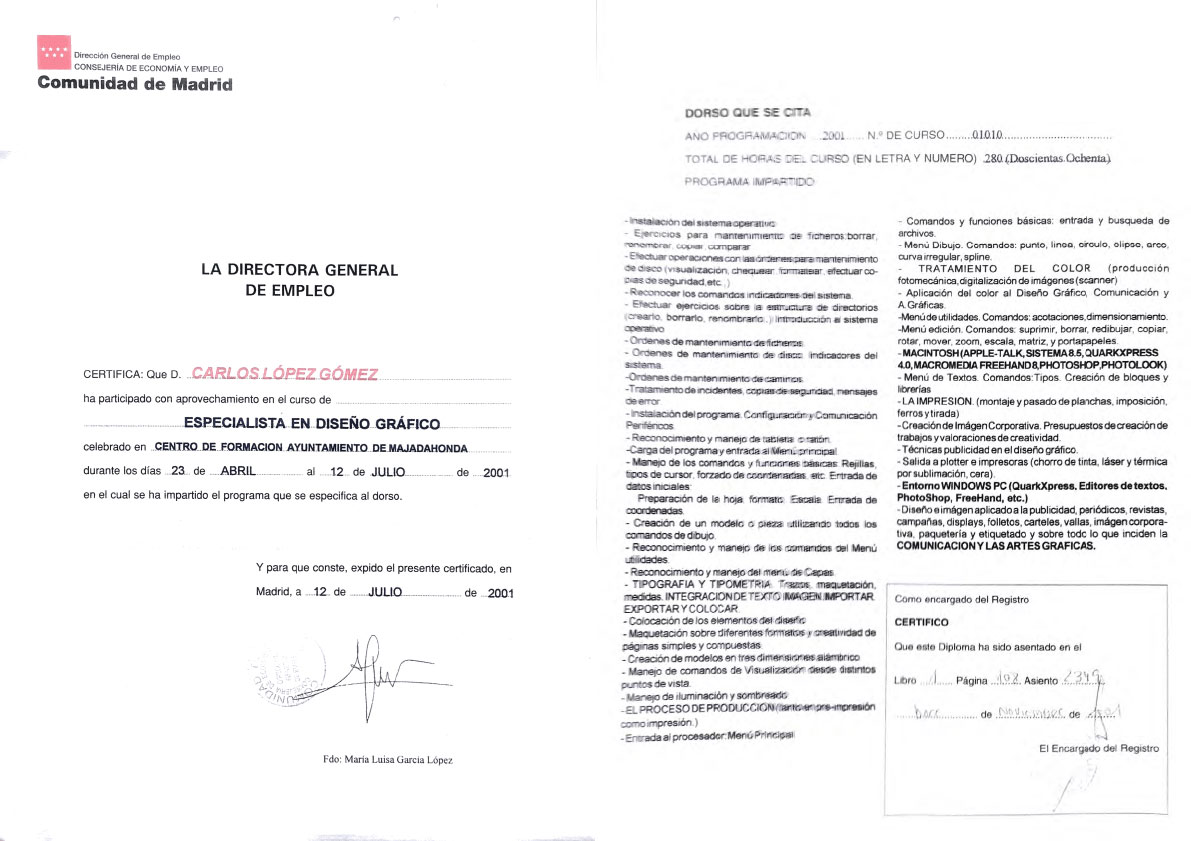 Dirección General de Empleo
CONSEJERÍA DE ECONOMÍA Y EMPLEO
Comunidad de Madrid
LA DIRECTORA GENERAL
DE EMPLEO
CERTIFICA: Que D. CARLOS LÓPEZ GÓMEZ
ha participado con aprovechamiento en el curso de
ESPECIALISTA EN DISEÑO GRÁFICO
celebrado en CENTRO DE FORMACION AYUNTAMIENTO DE MAJADAHONDA
durante los días 23 de ABRIL al 12 de JULIO de 2001
en el cual se ha impartido el programa que se especifica al dorso.
Y para que conste, expido el presente certificado, en
Madrid, a 12 de JULIO de 2001
Fdo: María Luisa García López
DORSO QUE SE CITA
ANO PROGRAMACION 2001 N.º DE CURSO 01010
TOTAL DE HORAS DEL CURSO (EN LETRA Y NUMERO) 280 (Doscientas Ochenta)
PROGRAMA IMPARTIDO
- Instalación del sistema operativo
- Ejercicios para mantenimiento de ficheros:borrar,
renombrar, copiar, comparar
- Efectuar operaciones con las órdenes para mantenimiento
de disco (visualización, chequear, formatear, efectuar co-
pias de seguridad, etc.,)
- Reconocer los comandos indicadores del sistema.
- Efectuar ejercicios sobre la estructura de directorios
(crearlo, borrarlo, renombrarlo.,) Introducción al sistema
operativo
- Ordenes de mantenimiento de ficheros.
- Ordenes de mantenimiento de disco: indicadores del
sistema.
-Ordenes de mantenimiento de caminos.
-Tratamiento de incidentes, copias de seguridad, mensajes
de error.
- Instalación del programa. Configuración y Comunicación
Periféricos.
- Reconocimiento y manejo de tableta o ratón.
-Carga del programa y entrada al Menú principal.
- Manejo de los comandos y funciones básicas: Rejillas,
tipos de cursor, forzado de coordenadas, etc. Entrada de
datos iniciales:
Preparación de la hoja: formato. Escala. Entrada de
coordenadas.
- Creación de un modelo o pieza utilizando todos los
comandos de dibujo.
- Reconocimiento y manejo de los comandos del Menú
utilidades.
- Reconocimiento y manejo del menú de Capas.
- TIPOGRAFIA Y TIPOMETRIA. Trazos, maquetación,
medidas. INTEGRACION DE TEXTO IMAGEN IMPORTAR.
EXPORTAR Y COLOCAR.
- Colocación de los elementos del diseño
- Maquetación sobre diferentes formatos y creatividad de
páginas simples y compuestas.
- Creación de modelos en tres dimensiones alámbrico
- Manejo de comandos de Visualización desde distintos
puntos de vista.
- Manejo de iluminación y sombreado
-EL PROCESO DE PRODUCCION (tanto en pre-impresión
como impresión.)
- Entrada al procesador:Menú Principal
- Comandos y funciones básicas: entrada y busqueda de
archivos.
- Menú Dibujo. Comandos: punto, linea, circulo, elipse, arco,
curva irregular, spline.
- TRATAMIENTO DEL COLOR (producción
fotomecánica,digitalización de imágenes (scanner)
- Aplicación del color al Diseño Gráfico, Comunicación y
A.Gráficas.
-Menú de utilidades. Comandos: acotaciones,dimensionamiento.
-Menú edición. Comandos: suprimir, borrar, redibujar, copiar,
rotar, mover, zoom, escala, matriz, y portapapeles.
- MACINTOSH (APPLE-TALK, SISTEMA 8.5, QUARKXPRESS
4.0, MACROMEDIA FREEHAND 8, PHOTOSHOP, PHOTOLOOK)
- Menú de Textos. Comandos:Tipos. Creación de bloques y
librerías
- LA IMPRESION. (montaje y pasado de planchas, imposición,
ferros y tirada)
- Creación de Imágen Corporativa. Presupuestos de creación de
trabajos y valoraciones de creatividad.
- Técnicas publicidad en el diseño gráfico.
- Salida a plotter e impresoras (chorro de tinta, láser y térmica
por sublimación, cera).
- Entorno WINDOWS PC (QuarkXpress, Editores de textos,
PhotoShop, FreeHand, etc.)
- Diseño e imágen aplicado a la publicidad, periódicos, revistas,
campañas, displays, folletos, carteles, vallas, imágen corpora-
tiva, paquetería y etiquetado y sobre todo lo que inciden la
COMUNICACION Y LAS ARTES GRAFICAS.
Como encargado del Registro
CERTIFICO
Que este Diploma ha sido asentado en el
Libro 1 Página 102 Asiento 2349
de Noviembre de
El Encargado del Registro